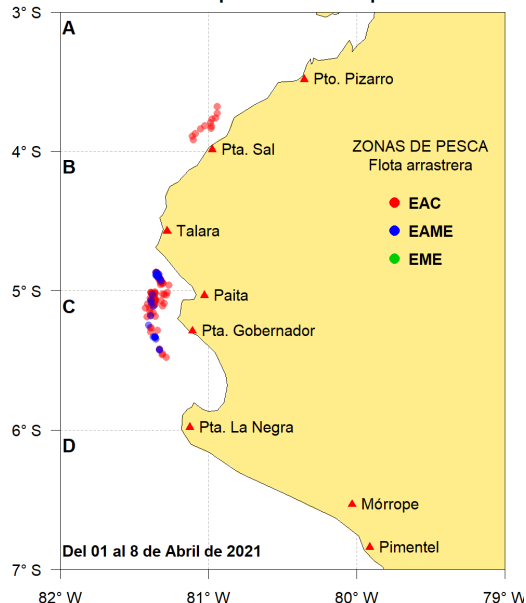 3° S
A
Pto. Pizarro
ZONAS DE PESCA
Flota arrastrera
Pta. Sal
4° S
B
EAC
Talara
EAME
EME
5° S
Paita
C
Pta. Gobernador
Pta. La Negra
6° S
D
Mórrope
Pimentel
Del 01 al 8 de Abril de 2021
7° S
82° W
81° W
80° W
79° W